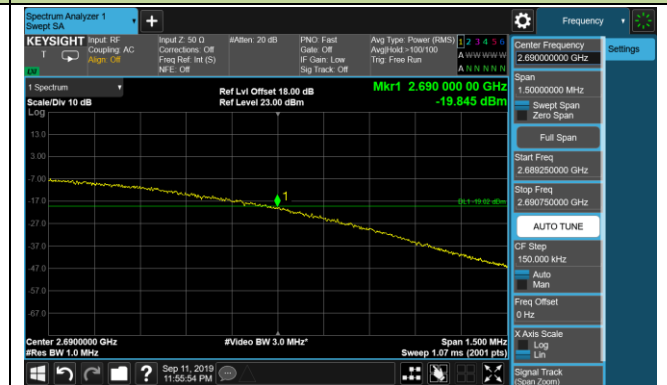 Spectrum Analyzer 1
Swept SA
Frequency
KEYSIGHT
Input: RF
Coupling: AC
Align: Off
Input Z: 50 Ω
Corrections: Off
Freq Ref: Int (S)
NFE: Off
#Atten: 20 dB
PNO: Fast
Gate: Off
IF Gain: Low
Sig Track: Off
Avg Type: Power (RMS)
Avg|Hold >100/100
Trig: Free Run
1 2 3 4 5 6
A W W W W W
A N N N N N
T
LW
1 Spectrum
Scale/Div 10 dB
Log
Ref Lvl Offset 18.00 dB
Ref Level 23.00 dBm
Mkr1 2.690 000 00 GHz
-19.845 dBm
13.0
3.00
-7.00
-17.0
-27.0
-37.0
-47.0
-57.0
-67.0
1
DL1 -19.02 dBm
Center 2.6900000 GHz
#Res BW 1.0 MHz
#Video BW 3.0 MHz*
Span 1.500 MHz
Sweep 1.07 ms (2001 pts)
Sep 11, 2019
11:55:54 PM
?
Settings
Center Frequency
2.690000000 GHz
Span
1.50000000 MHz
Swept Span
Zero Span
Full Span
Start Freq
2.689250000 GHz
Stop Freq
2.690750000 GHz
AUTO TUNE
CF Step
150.000 kHz
Auto
Man
Freq Offset
0 Hz
X Axis Scale
Log
Lin
Signal Track
(Span Zoom)